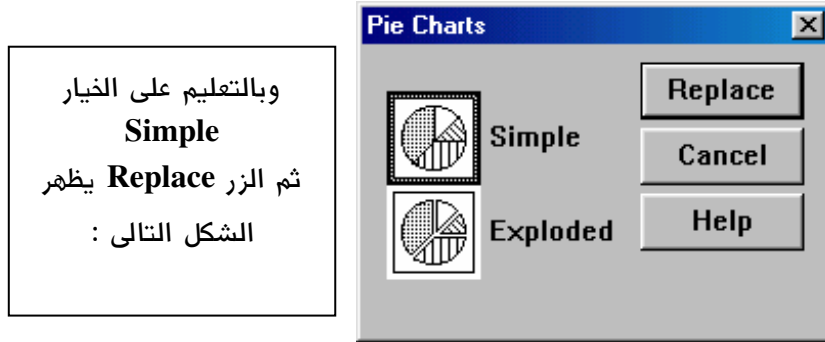 وبالتعليم على الخيار
Simple
ثم الزر Replace يظهر
الشكل التالى :
Pie Charts
Simple
Exploded
Replace
Cancel
Help